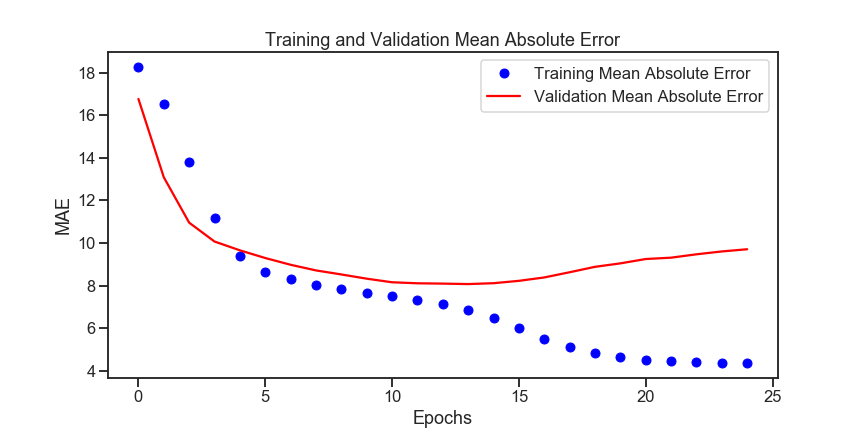 Training and Validation Mean Absolute Error
Training Mean Absolute Error
Validation Mean Absolute Error
MAE
18
16
14
12
10
8
6
4
0 5 10 15 20 25
Epochs